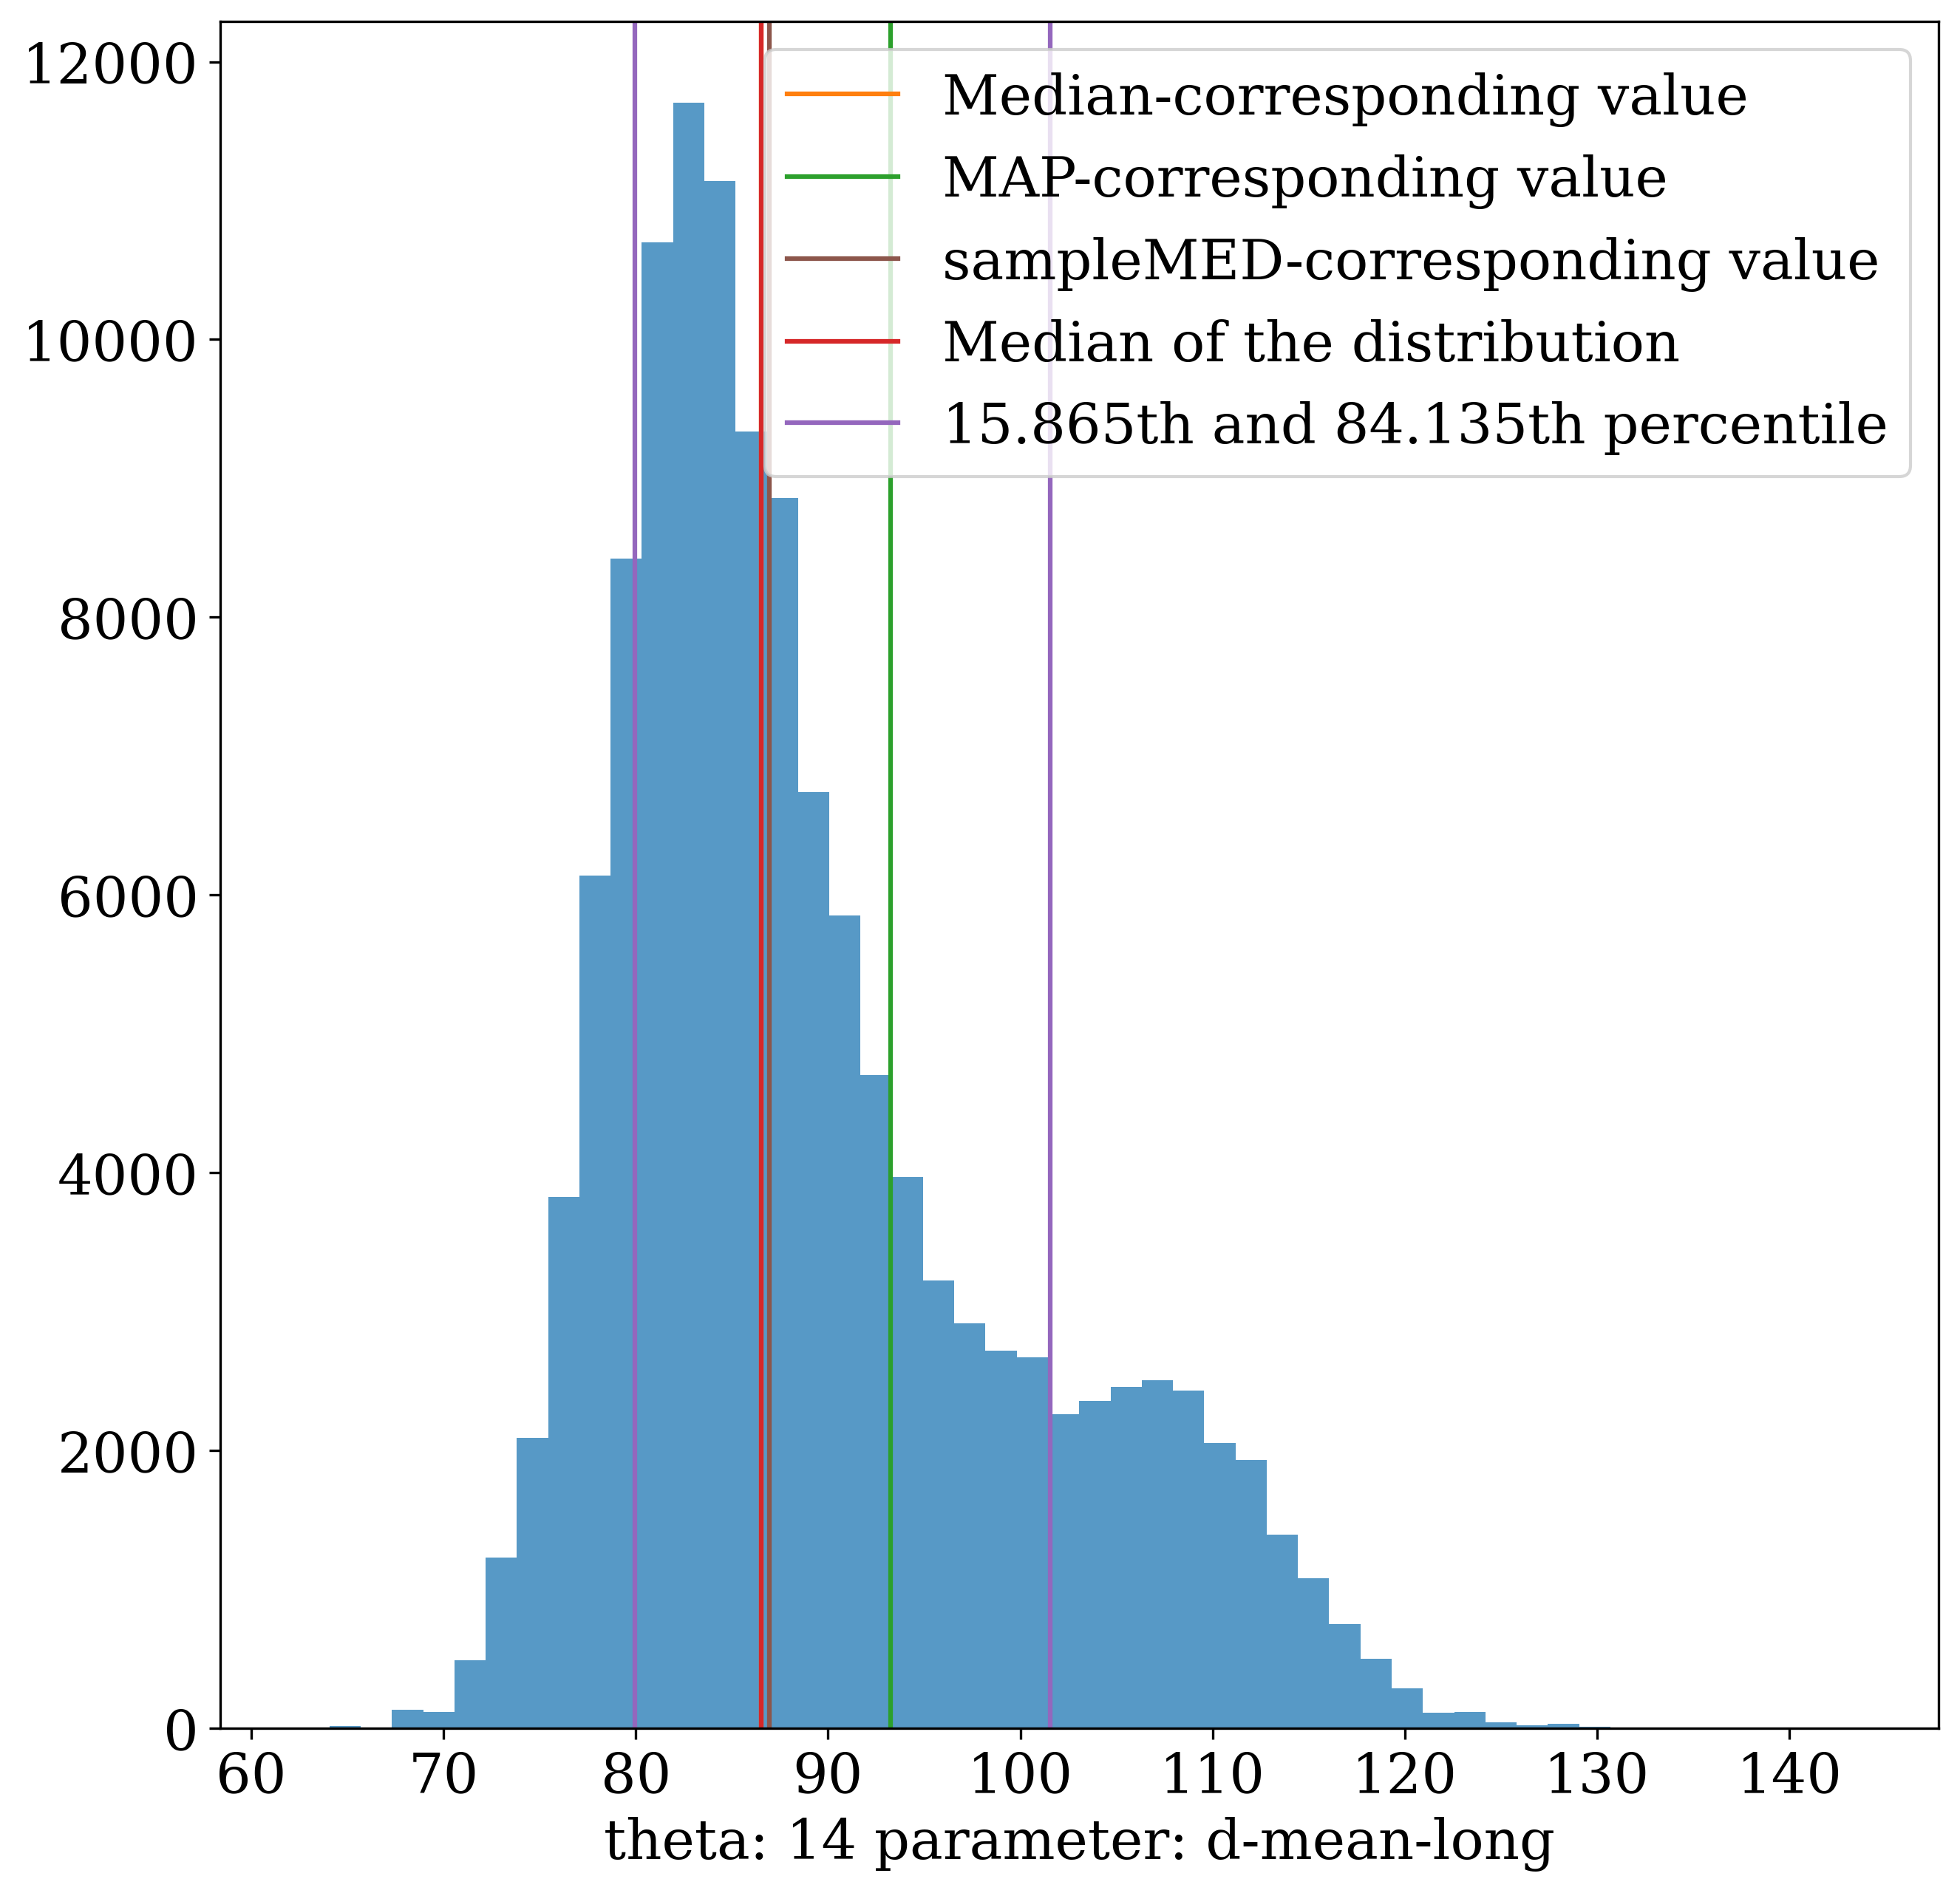 12000
10000
8000
6000
4000
2000
0
Median-corresponding value
MAP-corresponding value
sampleMED-corresponding value
Median of the distribution
15.865th and 84.135th percentile
60 70 80 90 100 110 120 130 140
theta: 14 parameter: d-mean-long